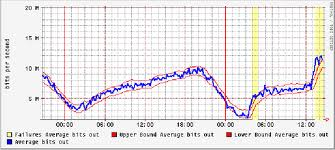 20 M
15 M
10 M
5 M
bits per second
00:00 06:00 12:00 18:00 00:00 06:00 12:00
Failures Average bits out Upper Bound Average bits out Lower Bound Average bits out
Average bits out